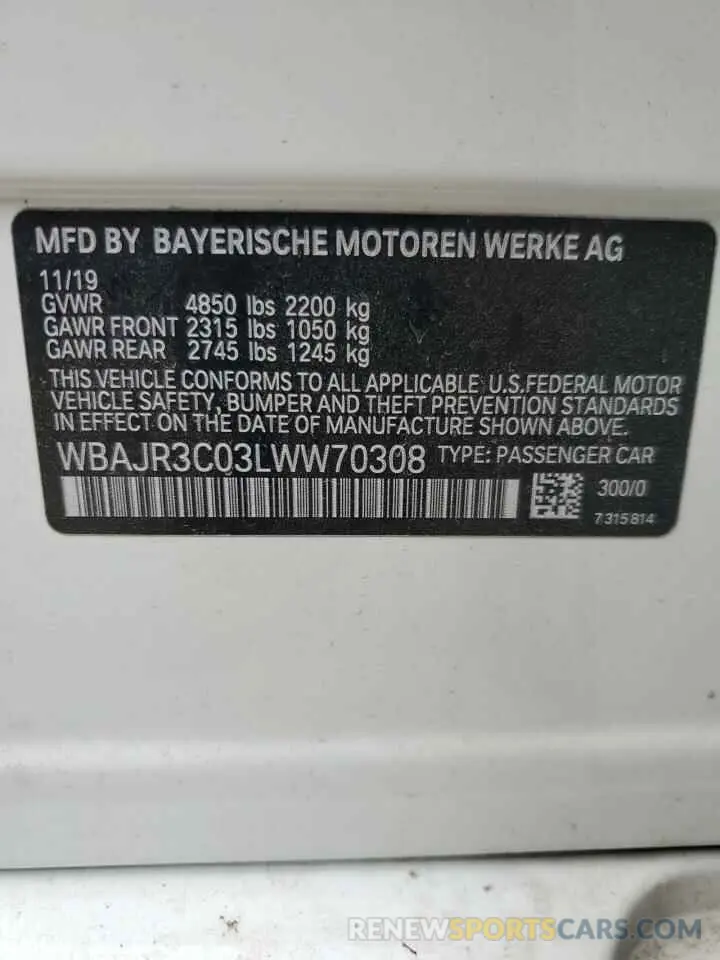 MFD BY BAYERISCHE MOTOREN WERKE AG
11/19
GVWR 4850 lbs 2200 kg
GAWR FRONT 2315 lbs 1050 kg
GAWR REAR 2745 lbs 1245 kg
THIS VEHICLE CONFORMS TO ALL APPLICABLE U.S.FEDERAL MOTOR
VEHICLE SAFETY, BUMPER AND THEFT PREVENTION STANDARDS
IN EFFECT ON THE DATE OF MANUFACTURE SHOWN ABOVE.
WBAJR3C03LWW70308 TYPE: PASSENGER CAR
300/0
7315814
RENEWSPORTSCARS.COM